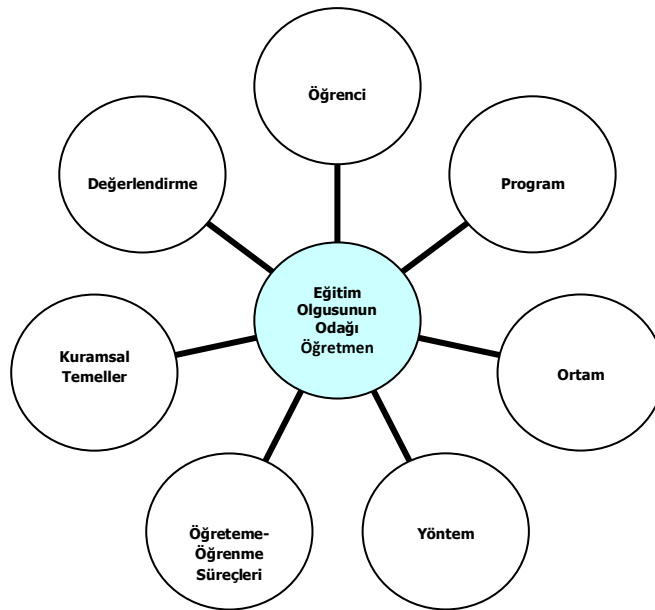 Öğrenci
Program
Ortam
Yöntem
Öğreteme-
Öğrenme
Süreçleri
Kuramsal
Temeller
Değerlendirme
Eğitim
Olgusunun
Odağı
Öğretmen